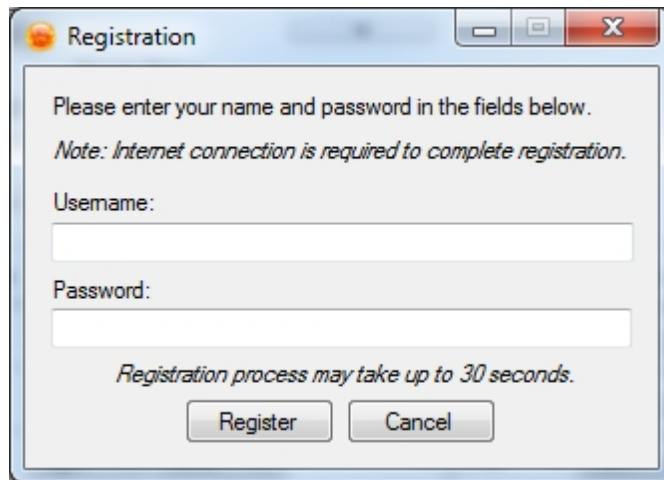 Registration
Please enter your name and password in the fields below.
Note: Internet connection is required to complete registration.
Username:
Password:
Registration process may take up to 30 seconds.
Register Cancel